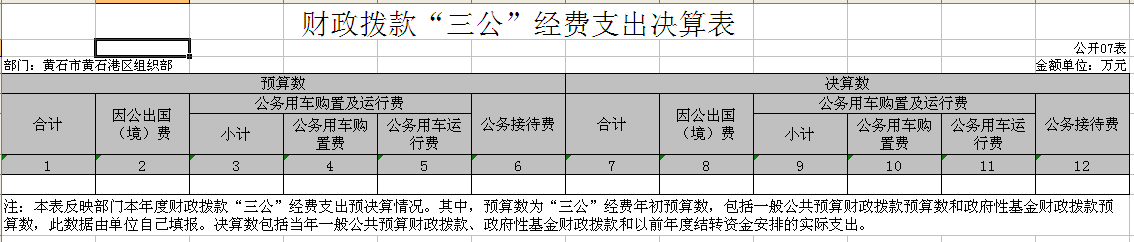 财政拨款“三公”经费支出决算表
公开07表
部门：黄石市黄石港区组织部 金额单位：万元
预算数 决算数
合计 因公出国（境）费 公务用车购置及运行费 公务接待费 合计 因公出国（境）费 公务用车购置及运行费 公务接待费
小计 公务用车购置费 公务用车运行费 小计 公务用车购置费 公务用车运行费
1 2 3 4 5 6 7 8 9 10 11 12
注：本表反映部门本年度财政拨款“三公”经费支出预决算情况。其中，预算数为“三公”经费年初预算数，包括一般公共预算财政拨款预算数和政府性基金财政拨款预
算数，此数据由单位自己填报。决算数包括当年一般公共预算财政拨款、政府性基金财政拨款和以前年度结转资金安排的实际支出。